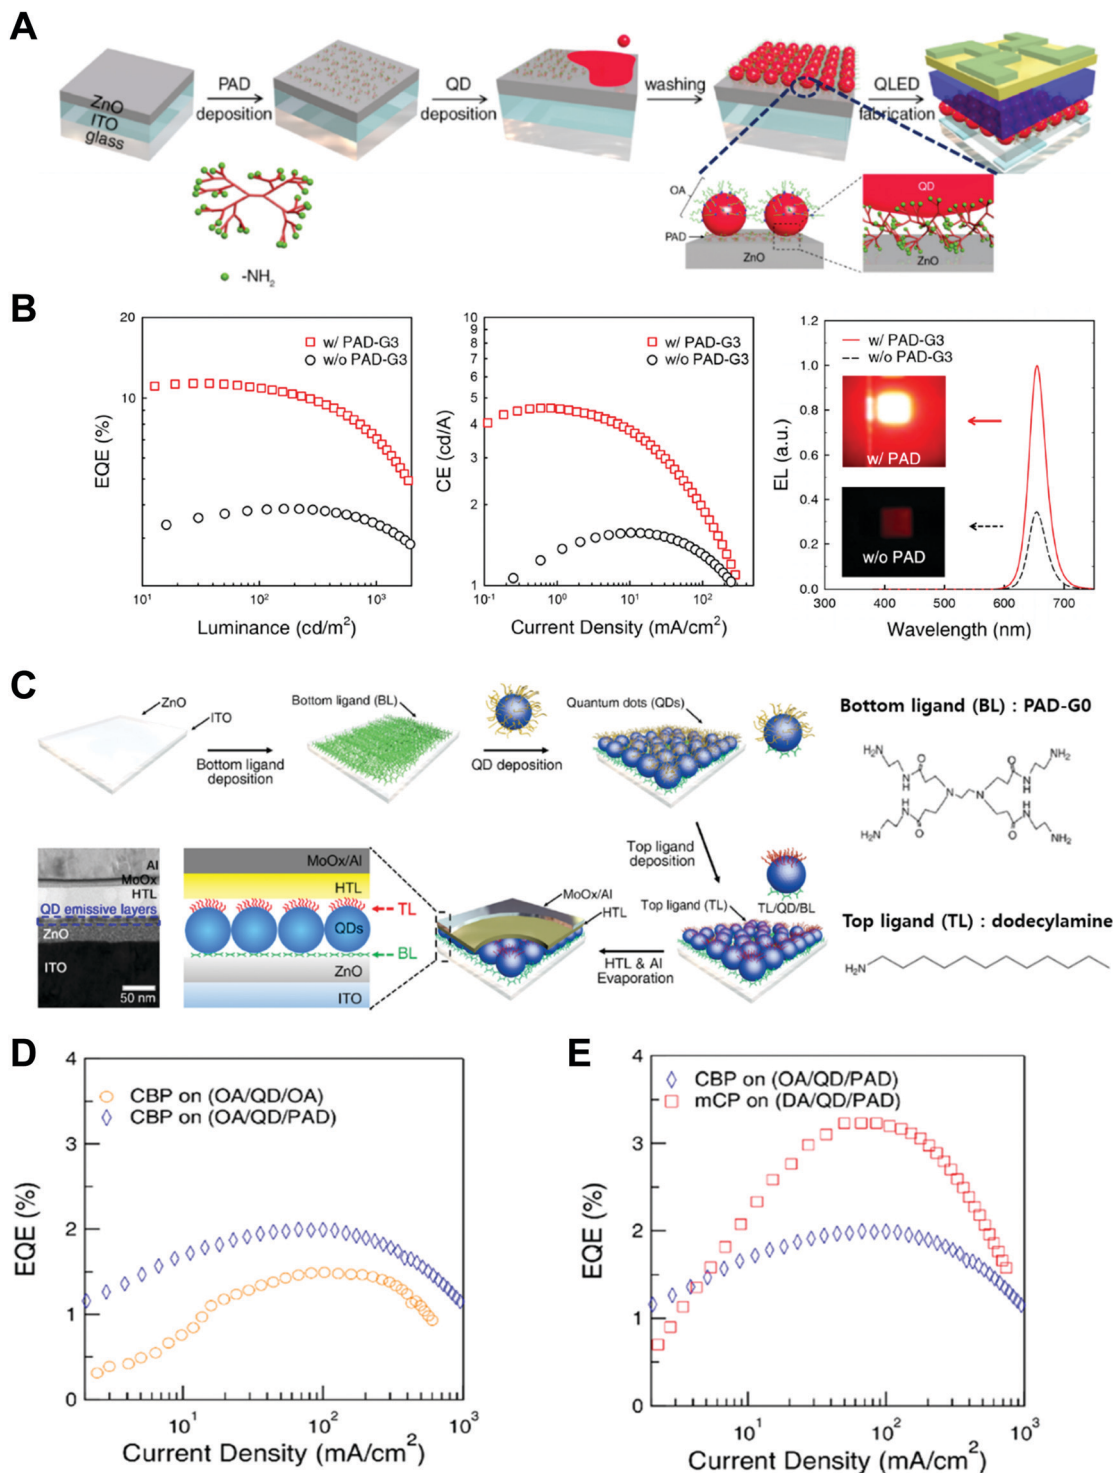 A
ZnO
ITO
glass
PAD
deposition
QD
deposition
washing
QLED
fabrication
-NH2
OA
PAD
ZnO
QD
ZnO
B
20
10
10¹
10²
10³
EQE (%)
Luminance (cd/m²)
w/ PAD-G3
w/o PAD-G3
10
9
8
7
6
5
4
3
2
1
10⁻¹
10⁰
10¹
10²
CE (cd/A)
Current Density (mA/cm²)
w/ PAD-G3
w/o PAD-G3
1.2
1.0
0.8
0.6
0.4
0.2
0.0
300
400
500
600
700
EL (a.u.)
Wavelength (nm)
w/ PAD-G3
w/o PAD-G3
w/ PAD
w/o PAD
C
ZnO
ITO
Bottom ligand
deposition
Bottom ligand (BL)
QD deposition
Quantum dots (QDs)
Bottom ligand (BL) : PAD-G0
H2N
NH2
O
O
N
H
H
N
N
N
H
N
N
H
O
O
H2N
NH2
Top ligand
deposition
TL/QD/BL
Top ligand (TL)
Top ligand (TL) : dodecylamine
H2N
HTL & Al
Evaporation
MoOx/Al
HTL
MoOx/Al
HTL
TL
QDs
BL
ZnO
ITO
Al
MoOx
HTL
QD emissive layers
ZnO
ITO
50 nm
D
4
3
2
1
0
10¹
10²
10³
EQE (%)
Current Density (mA/cm²)
CBP on (OA/QD/OA)
CBP on (OA/QD/PAD)
E
4
3
2
1
0
10¹
10²
10³
EQE (%)
Current Density (mA/cm²)
CBP on (OA/QD/PAD)
mCP on (DA/QD/PAD)